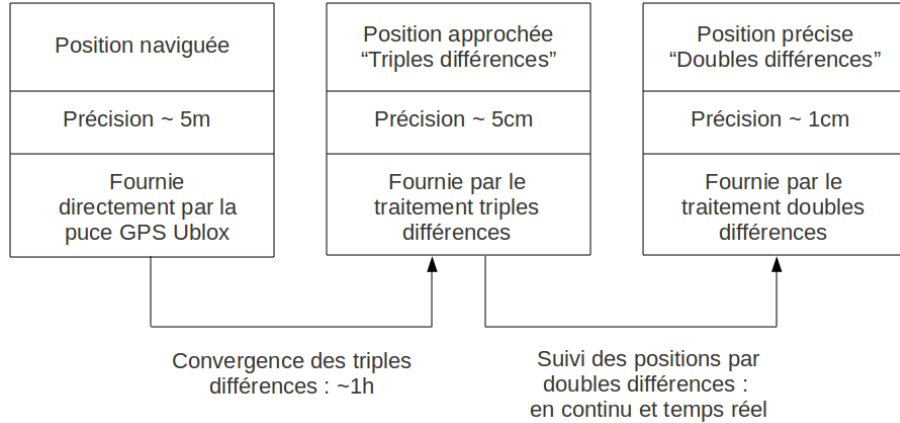 Position naviguée
Précision ~ 5m
Fournie
directement par la
puce GPS Ublox
Position approchée
“Triples différences”
Précision ~ 5cm
Fournie par le
traitement triples
différences
Position précise
“Doubles différences”
Précision ~ 1cm
Fournie par le
traitement doubles
différences
Convergence des triples
différences : ~1h
Suivi des positions par
doubles différences :
en continu et temps réel